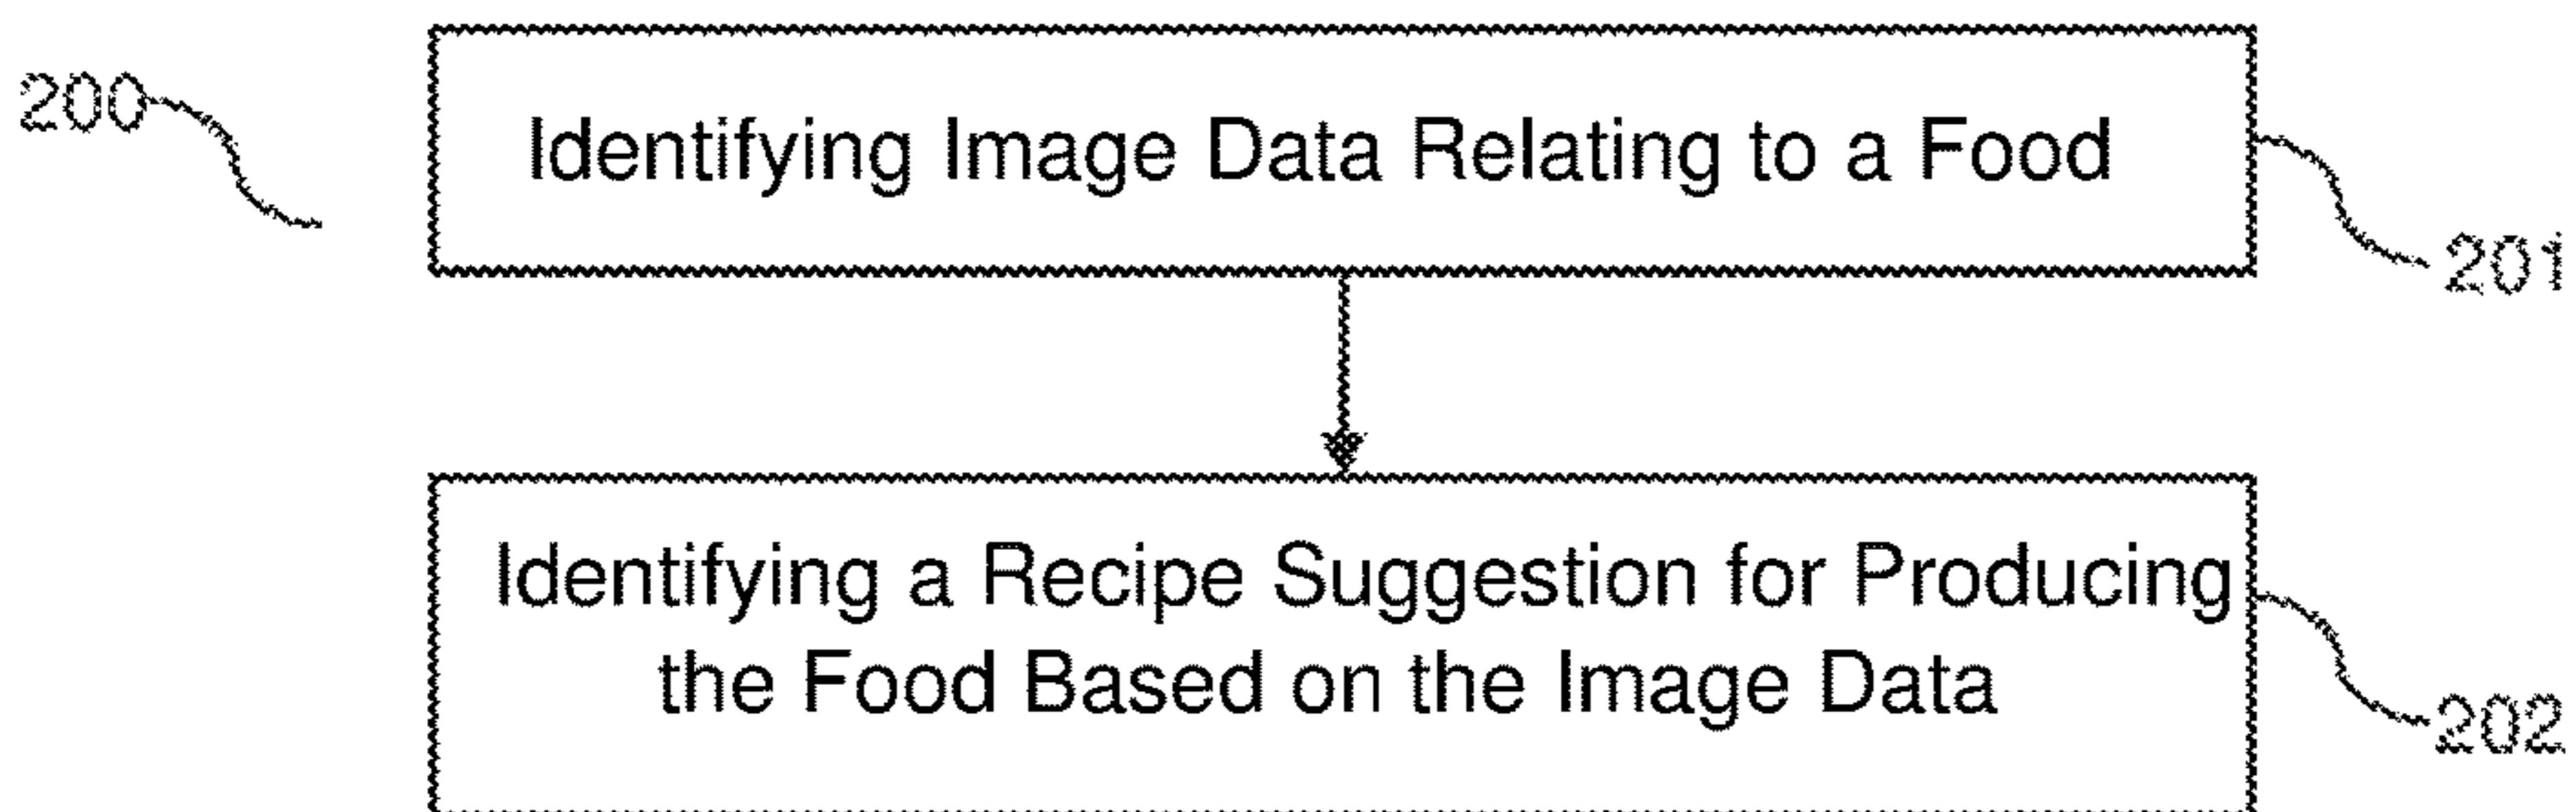 200
Identifying Image Data Relating to a Food
201
Identifying a Recipe Suggestion for Producing
the Food Based on the Image Data
202